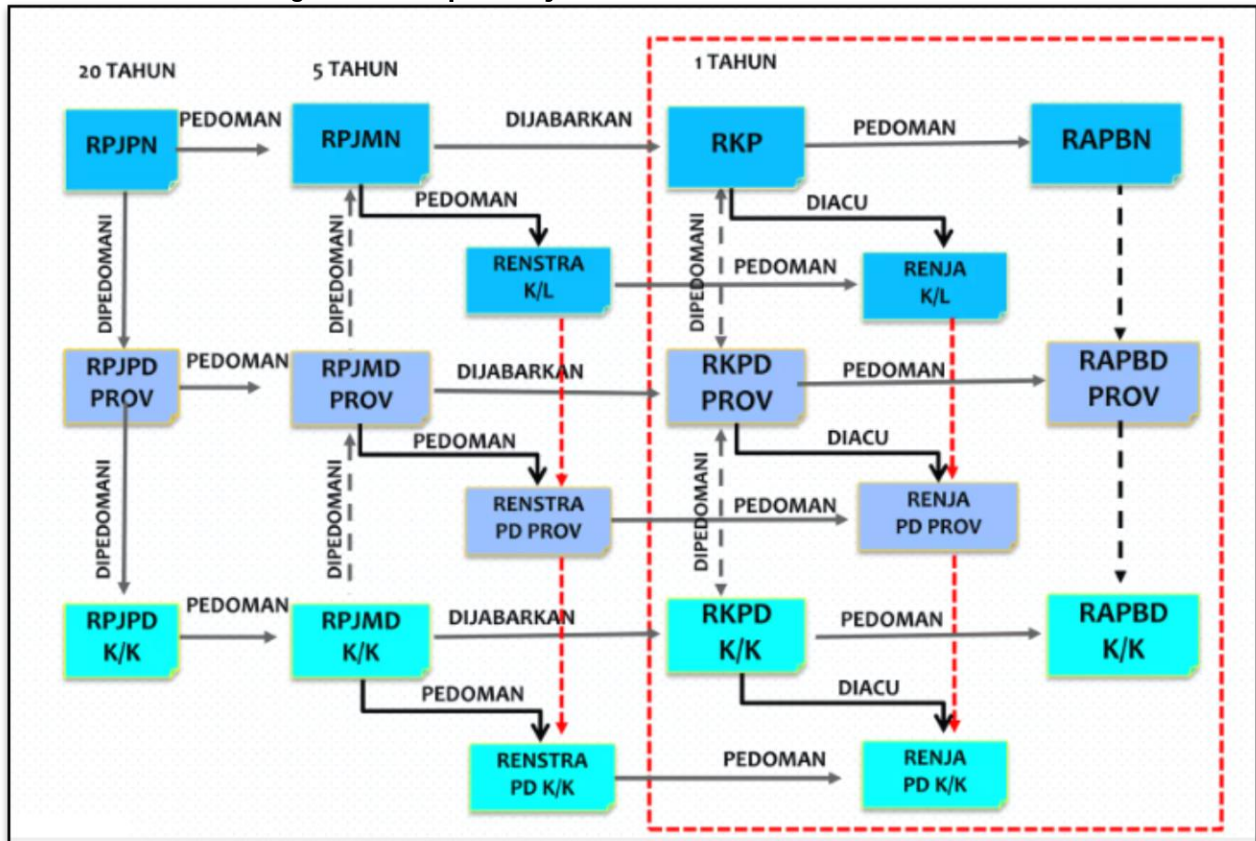 20 TAHUN
5 TAHUN
1 TAHUN
RPJPN
PEDOMAN
RPJMN
DIJABARKAN
RKP
PEDOMAN
RAPBN
DIPEDOMANI
DIPEDOMANI
PEDOMAN
DIPEDOMANI
DIACU
RENSTRA
K/L
PEDOMAN
RENJA
K/L
RPJPD
PROV
PEDOMAN
RPJMD
PROV
DIJABARKAN
RKPD
PROV
PEDOMAN
RAPBD
PROV
DIPEDOMANI
DIPEDOMANI
PEDOMAN
DIPEDOMANI
DIACU
RENSTRA
PD PROV
PEDOMAN
RENJA
PD PROV
RPJPD
K/K
PEDOMAN
RPJMD
K/K
DIJABARKAN
RKPD
K/K
PEDOMAN
RAPBD
K/K
PEDOMAN
DIACU
RENSTRA
PD K/K
PEDOMAN
RENJA
PD K/K